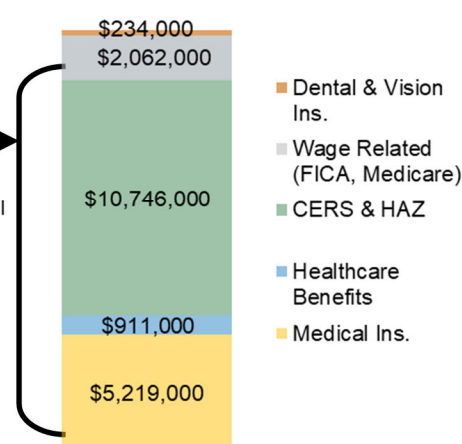 $234,000
$2,062,000
$10,746,000
$911,000
$5,219,000
Dental & Vision
Ins.
Wage Related
(FICA, Medicare)
CERS & HAZ
Healthcare
Benefits
Medical Ins.